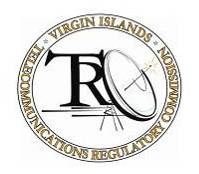 · VIRGIN ISLANDS ·
TELECOMMUNICATIONS REGULATORY COMMISSION
TRC